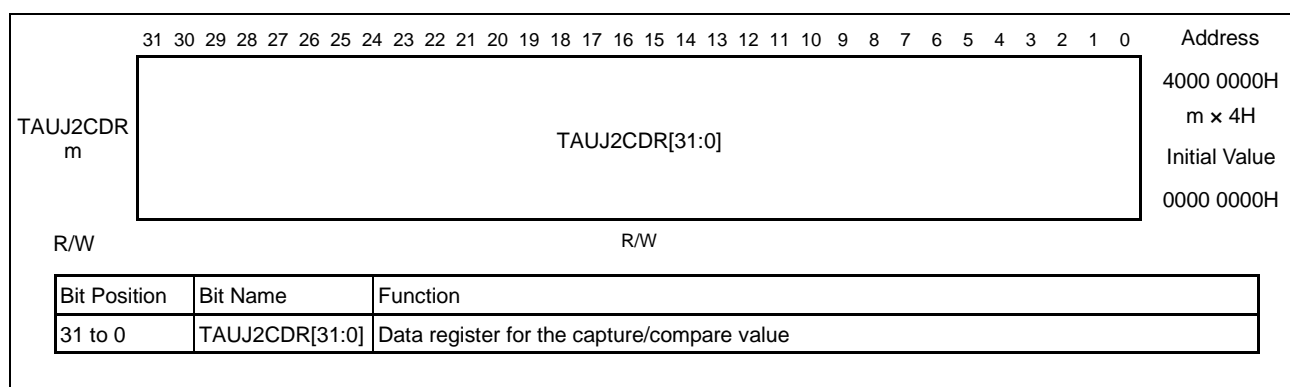 31 30 29 28 27 26 25 24 23 22 21 20 19 18 17 16 15 14 13 12 11 10 9 8 7 6 5 4 3 2 1 0 Address
4000 0000H
m × 4H
TAUJ2CDR
m
TAUJ2CDR[31:0]
Initial Value
0000 0000H
R/W R/W
Bit Position Bit Name Function
31 to 0 TAUJ2CDR[31:0] Data register for the capture/compare value